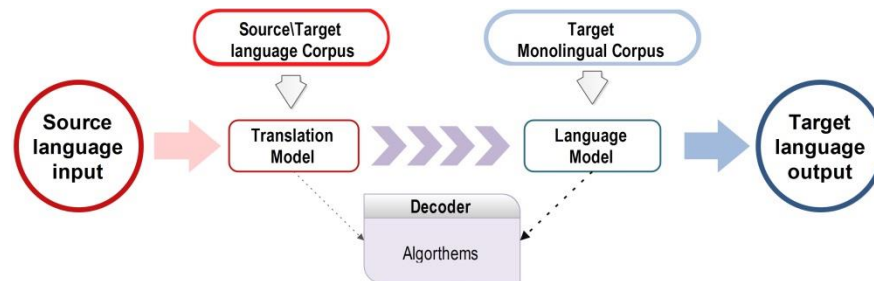 Source\Target
language Corpus
Target
Monolingual Corpus
Source
language
input
Translation
Model
Language
Model
Target
language
output
Decoder
Algorthems